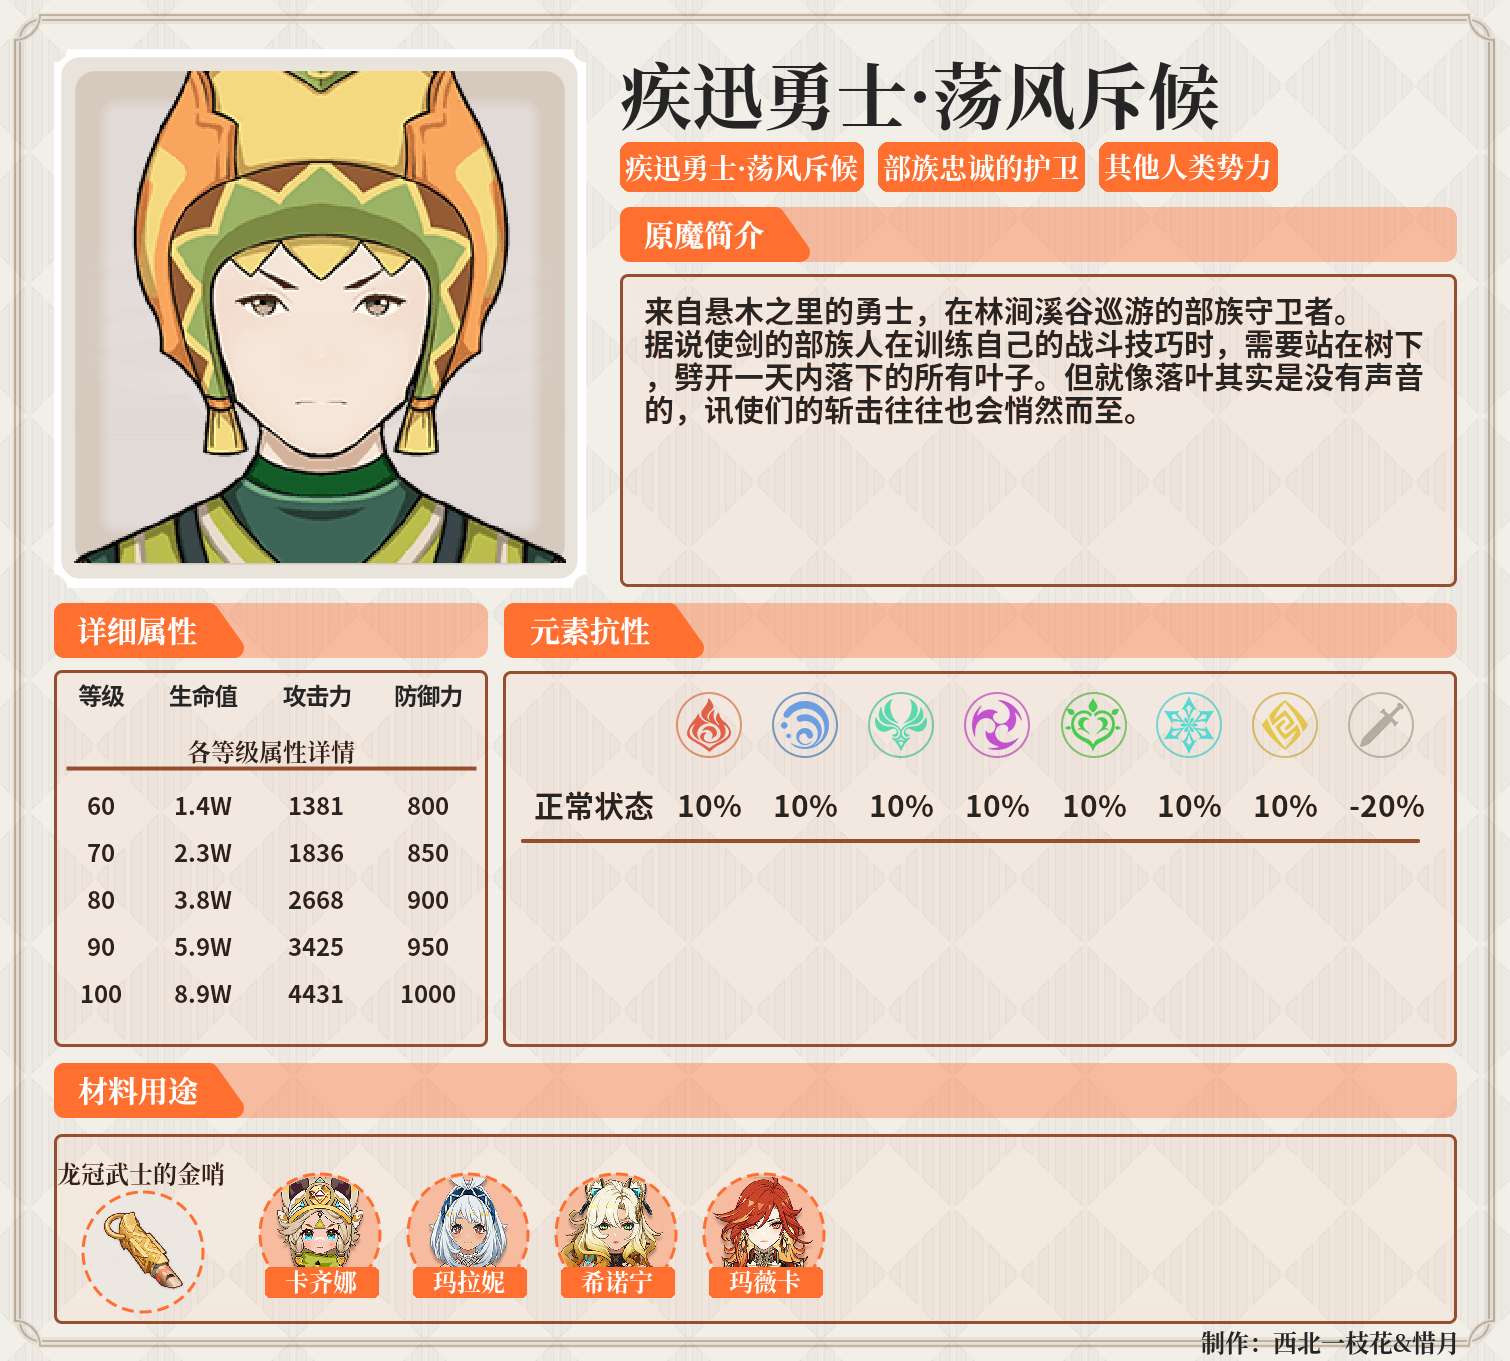 疾迅勇士·荡风斥候
疾迅勇士·荡风斥候 部族忠诚的护卫 其他人类势力
原魔简介
来自悬木之里的勇士，在林涧溪谷巡游的部族守卫者。
据说使剑的部族人在训练自己的战斗技巧时，需要站在树下
，劈开一天内落下的所有叶子。但就像落叶其实是没有声音
的，讯使们的斩击往往也会悄然而至。
详细属性
等级 生命值 攻击力 防御力
各等级属性详情
60 1.4W 1381 800
70 2.3W 1836 850
80 3.8W 2668 900
90 5.9W 3425 950
100 8.9W 4431 1000
元素抗性
正常状态 10% 10% 10% 10% 10% 10% 10% -20%
材料用途
龙冠武士的金哨
卡齐娜 玛拉妮 希诺宁 玛薇卡
制作：西北一枝花&惜月